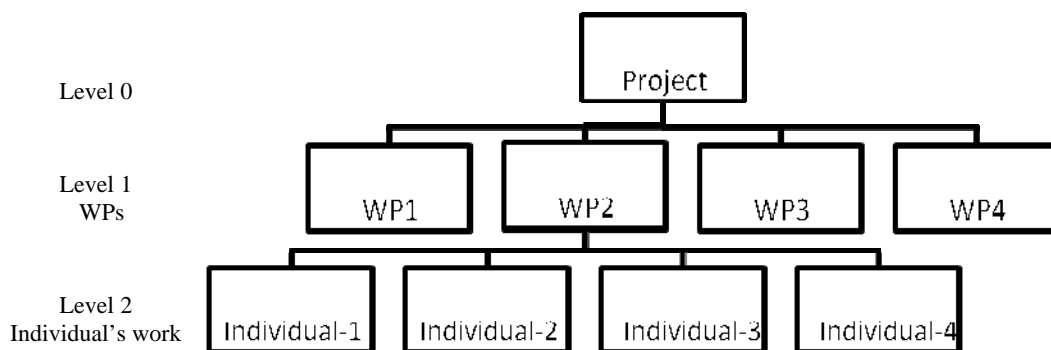 Project
Level 0
Level 1
WPs
WP1
WP2
WP3
WP4
Level 2
Individual's work
Individual-1
Individual-2
Individual-3
Individual-4